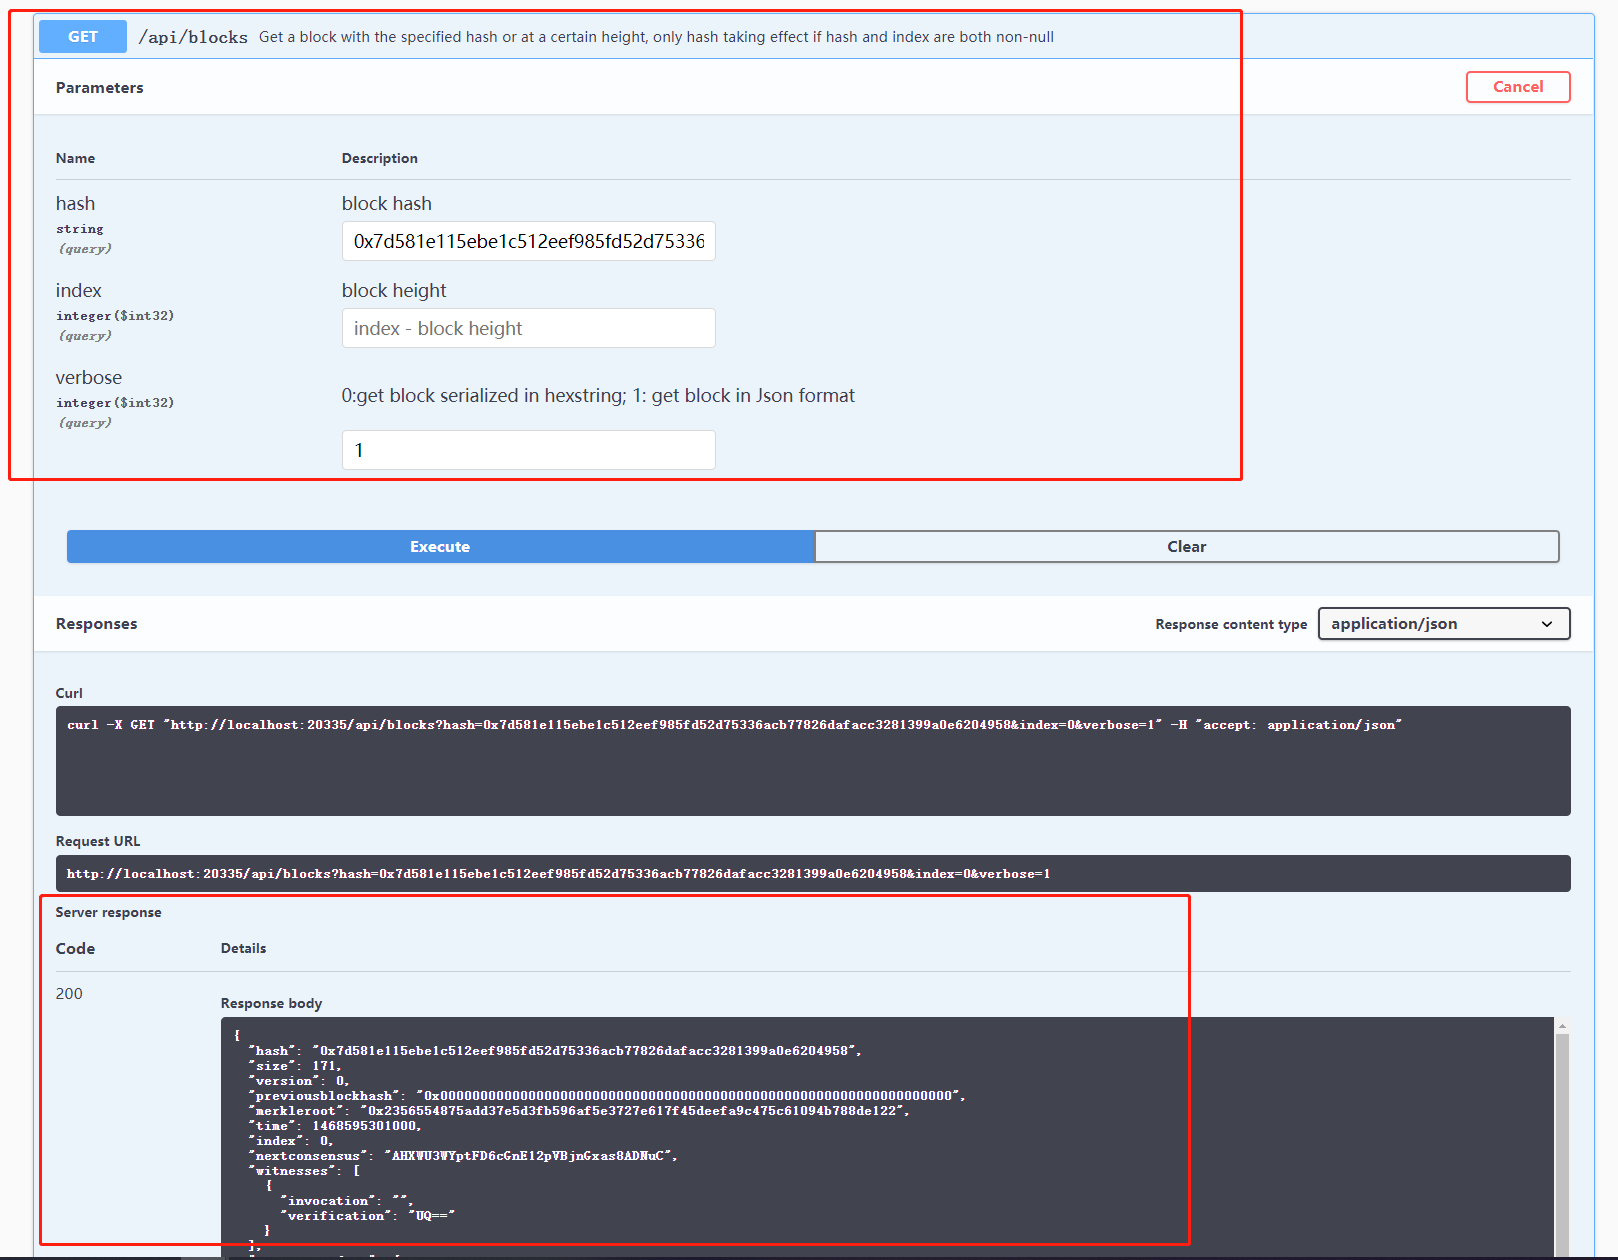 GET /api/blocks Get a block with the specified hash or at a certain height, only hash taking effect if hash and index are both non-null
Parameters
Cancel
Name Description
hash block hash
string
(query)
0x7d581e115ebe1c512eef985fd52d75336
index block height
integer($int32)
(query)
index - block height
verbose
integer($int32)
0:get block serialized in hexstring; 1: get block in Json format
(query)
1
Execute Clear
Responses Response content type application/json
Curl
curl -X GET "http://localhost:20335/api/blocks?hash=0x7d581e115ebe1c512eef985fd52d75336acb77826dafacc3281399a0e6204958&index=0&verbose=1" -H "accept: application/json"
Request URL
http://localhost:20335/api/blocks?hash=0x7d581e115ebe1c512eef985fd52d75336acb77826dafacc3281399a0e6204958&index=0&verbose=1
Server response
Code Details
200
Response body
{
"hash": "0x7d581e115ebe1c512eef985fd52d75336acb77826dafacc3281399a0e6204958",
"size": 171,
"version": 0,
"previousblockhash": "0x0000000000000000000000000000000000000000000000000000000000000000",
"merkleroot": "0x2356554875add37e5d3fb596af5e3727e617f45deefa9c475c61094b788de122",
"time": 1468595301000,
"index": 0,
"nextconsensus": "AHXWU3WYptFD6cGnE12pVBjnGxas8ADNuC",
"witnesses": [
{
"invocation": "",
"verification": "UQ=="
}
],